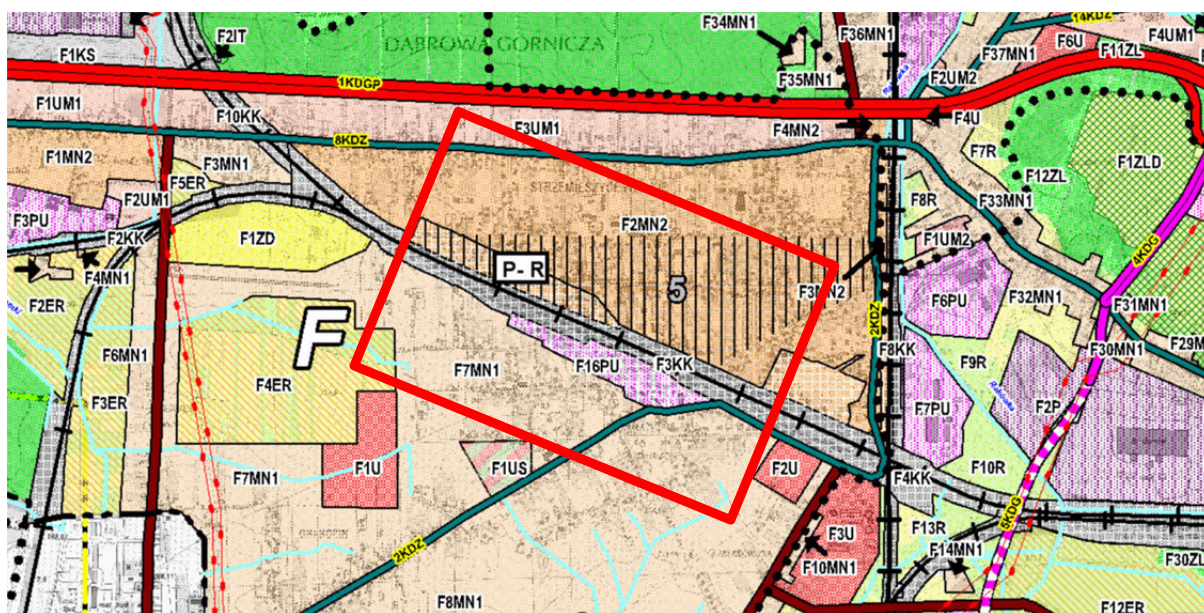 F2IT
F1KS
DĄBROWA GÓRNICZA
F34MN1
F36MN1
14KDZ
F6U
F4UM1
F37MN1
F11ZL
F35MN1
F2UM2
1KDGP
F1UM1
F10KK
F3UM1
F4MN2
F4U
8KDZ
F7R
F1MN2
F3MN1
F1ZLD
F12ZL
F5ER
F8R
F33MN1
F2UM1
F3PU
F2MN2
F2KK
F1ZD
F1UM2
4KDG
P- R
5
F3MN2
F4MN1
F2ER
F6PU
F32MN1
F31MN1
2KDZ
F
F6MN1
F8KK
F30MN1
F29M
F9R
F7MN1
F16PU
F3KK
F4ER
F3ER
F7PU
F2P
F1U
F1US
F2U
F10R
F7MN1
F4KK
5KDG
F13R
F3U
F14MN1
2KDZ
F30ZL
F10MN1
F8MN1
F12ER